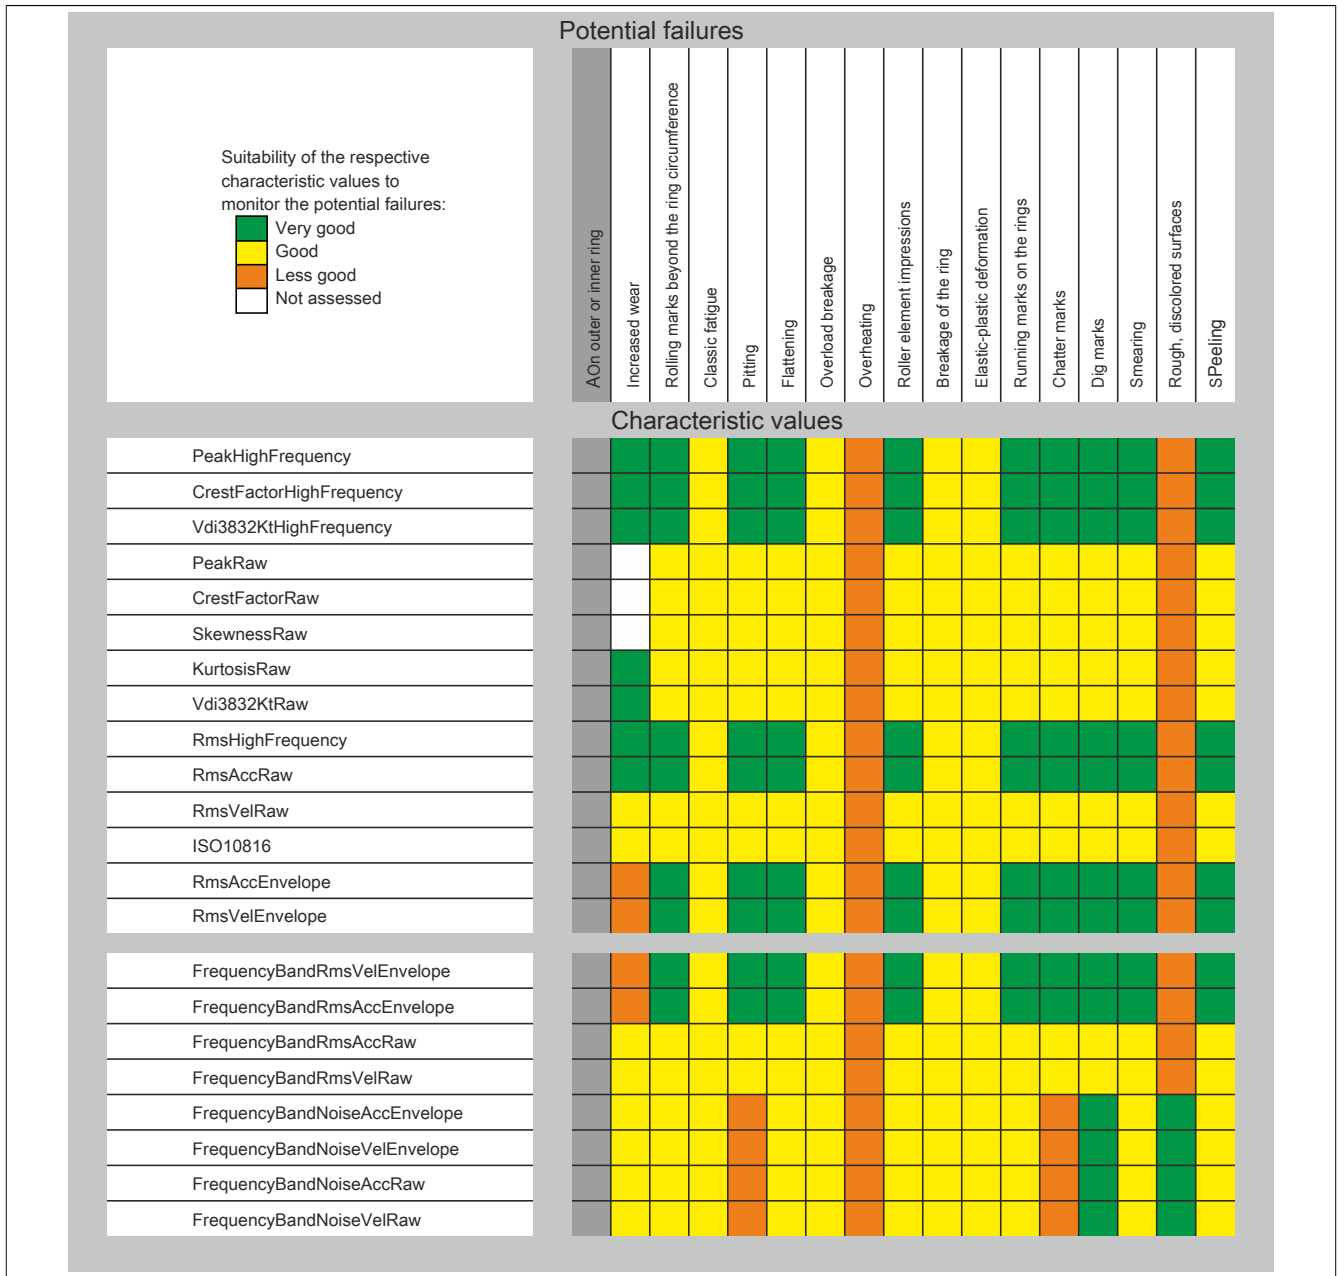 Potential failures
Suitability of the respective
characteristic values to
monitor the potential failures:
Very good
Good
Less good
Not assessed
AOn outer or inner ring
Increased wear
Rolling marks beyond the ring circumference
Classic fatigue
Pitting
Flattening
Overload breakage
Overheating
Roller element impressions
Breakage of the ring
Elastic-plastic deformation
Running marks on the rings
Chatter marks
Dig marks
Smearing
Rough, discolored surfaces
SPeeling
Characteristic values
PeakHighFrequency
CrestFactorHighFrequency
Vdi3832KtHighFrequency
PeakRaw
CrestFactorRaw
SkewnessRaw
KurtosisRaw
Vdi3832KtRaw
RmsHighFrequency
RmsAccRaw
RmsVelRaw
ISO10816
RmsAccEnvelope
RmsVelEnvelope
FrequencyBandRmsVelEnvelope
FrequencyBandRmsAccEnvelope
FrequencyBandRmsAccRaw
FrequencyBandRmsVelRaw
FrequencyBandNoiseAccEnvelope
FrequencyBandNoiseVelEnvelope
FrequencyBandNoiseAccRaw
FrequencyBandNoiseVelRaw